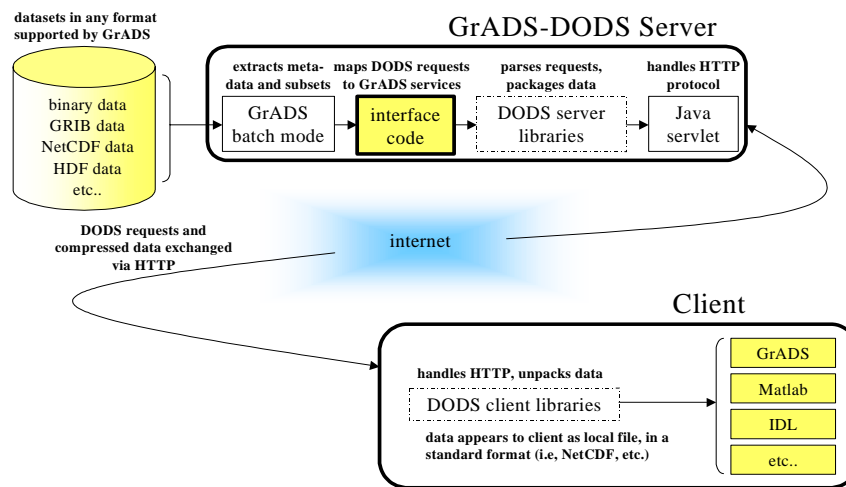 datasets in any format
supported by GrADS
GrADS-DODS Server
extracts meta-
data and subsets
maps DODS requests
to GrADS services
parses requests,
packages data
handles HTTP
protocol
binary data
GRIB data
NetCDF data
HDF data
etc..
GrADS
batch mode
interface
code
DODS server
libraries
Java
servlet
DODS requests and
compressed data exchanged
via HTTP
internet
Client
handles HTTP, unpacks data
DODS client libraries
data appears to client as local file, in a
standard format (i.e, NetCDF, etc.)
GrADS
Matlab
IDL
etc..